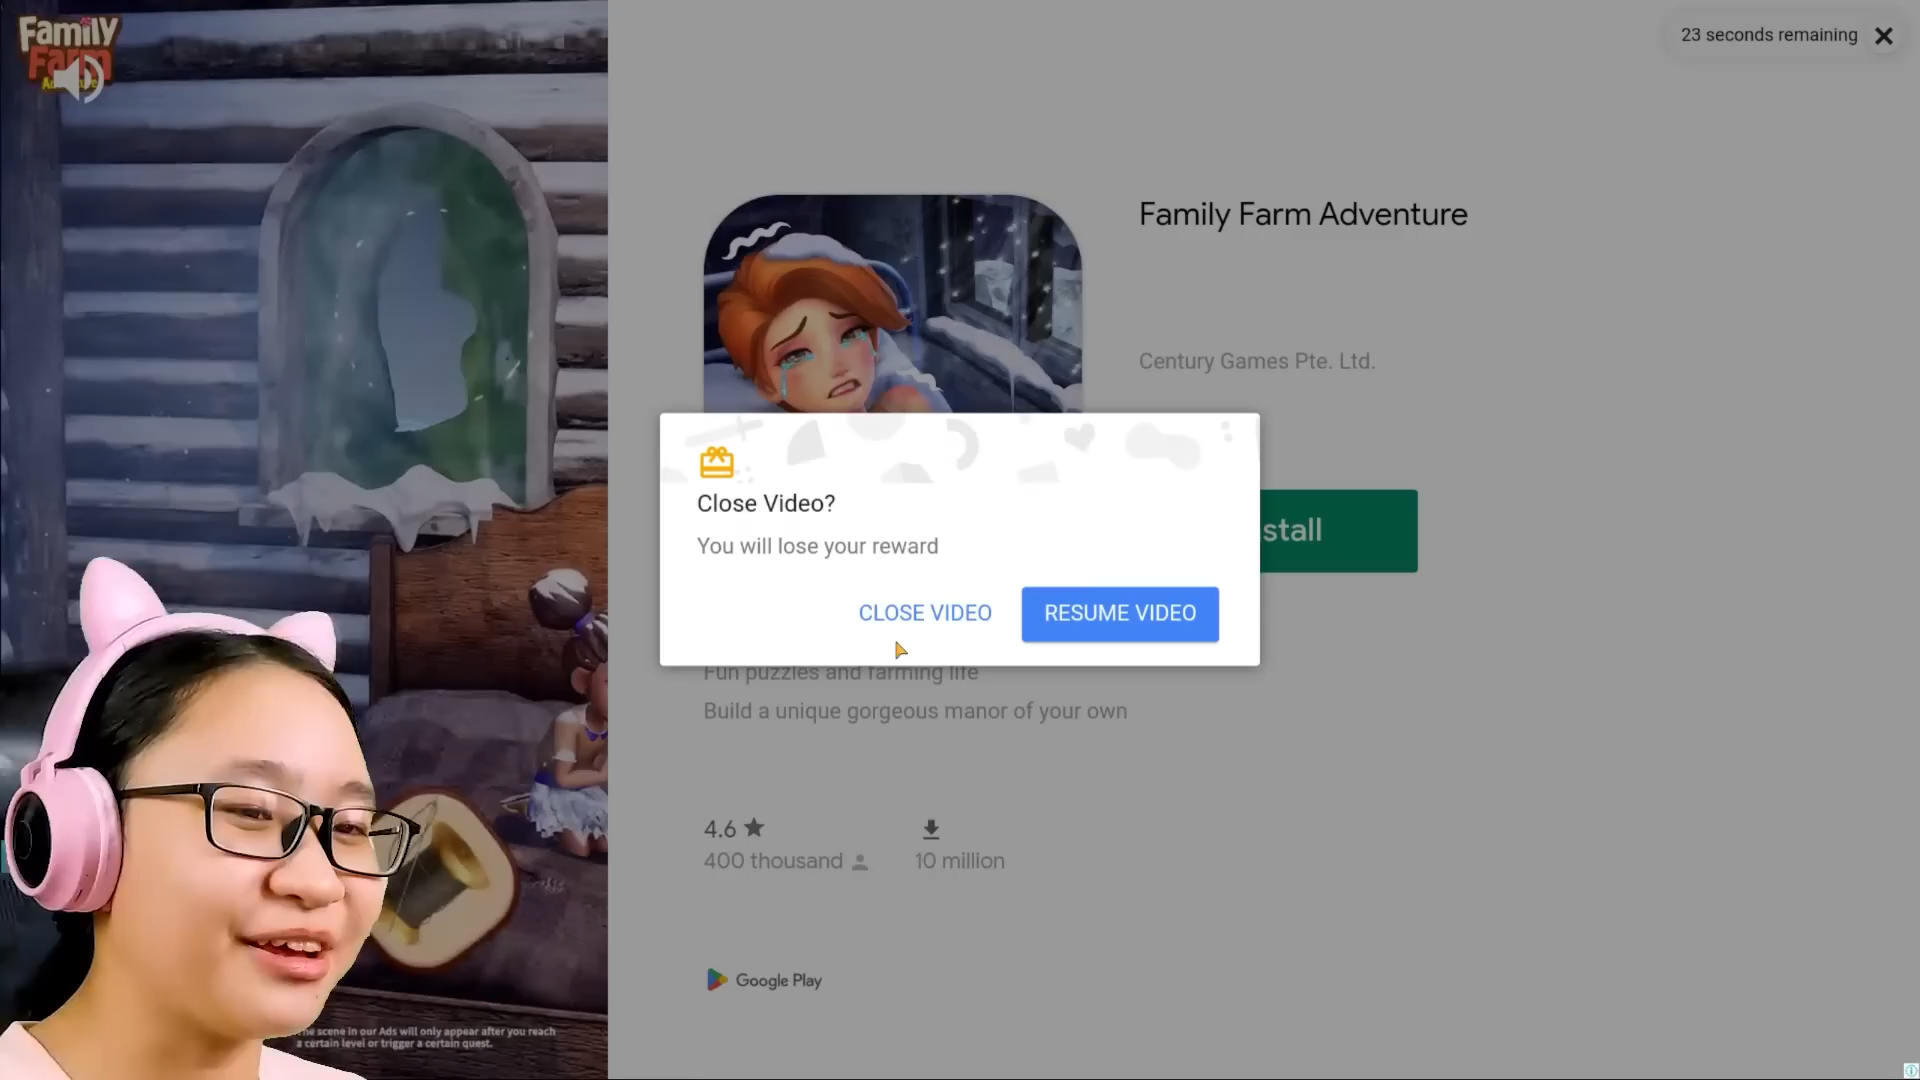 Family
Farm
23 seconds remaining
Family Farm Adventure
Century Games Pte. Ltd.
stall
Close Video?
You will lose your reward
CLOSE VIDEO
RESUME VIDEO
Fun puzzles and farming life
Build a unique gorgeous manor of your own
4.6
400 thousand
10 million
Google Play
scene in our Ads will only appear after you reach
a certain level or trigger a certain quest.